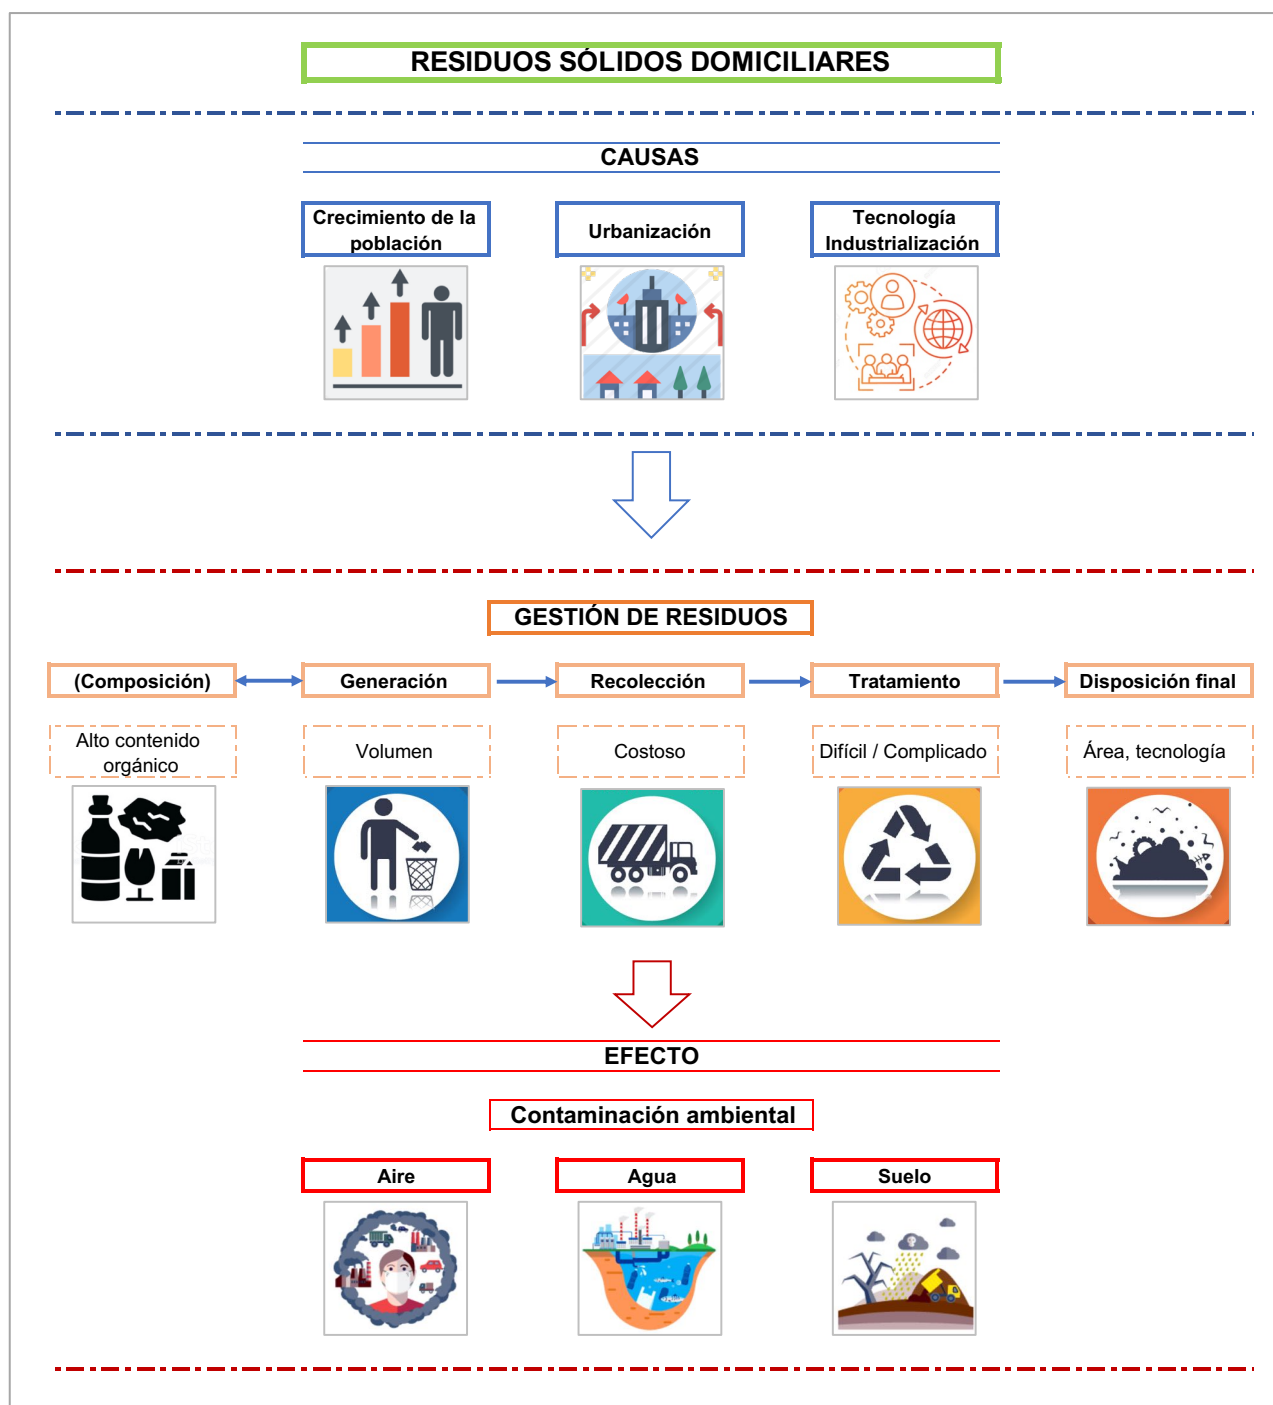 RESIDUOS SÓLIDOS DOMICILIARES
CAUSAS
Crecimiento de la
población
Urbanización
Tecnología
Industrialización
GESTIÓN DE RESIDUOS
(Composición)
Generación
Recolección
Tratamiento
Disposición final
Alto contenido
orgánico
Volumen
Costoso
Difícil / Complicado
Área, tecnología
EFECTO
Contaminación ambiental
Aire
Agua
Suelo